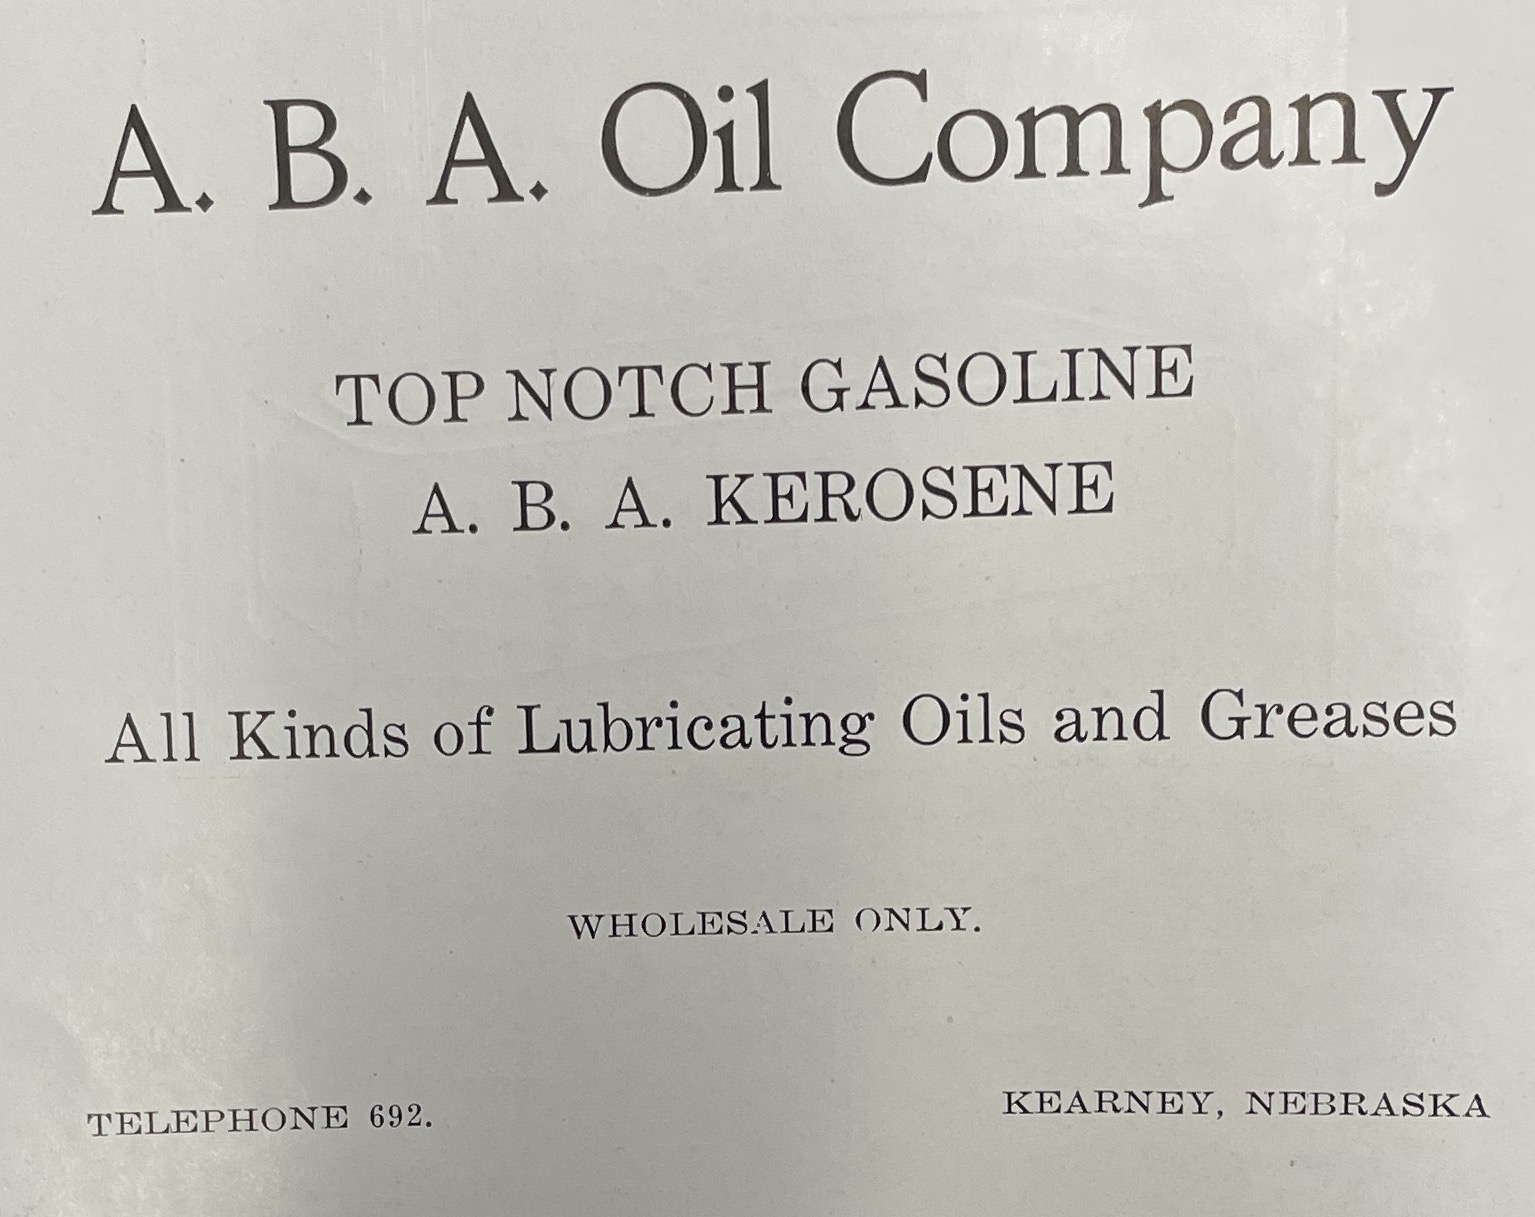 A. B. A. Oil Company
TOP NOTCH GASOLINE
A. B. A. KEROSENE
All Kinds of Lubricating Oils and Greases
WHOLESALE ONLY.
TELEPHONE 692.
KEARNEY, NEBRASKA